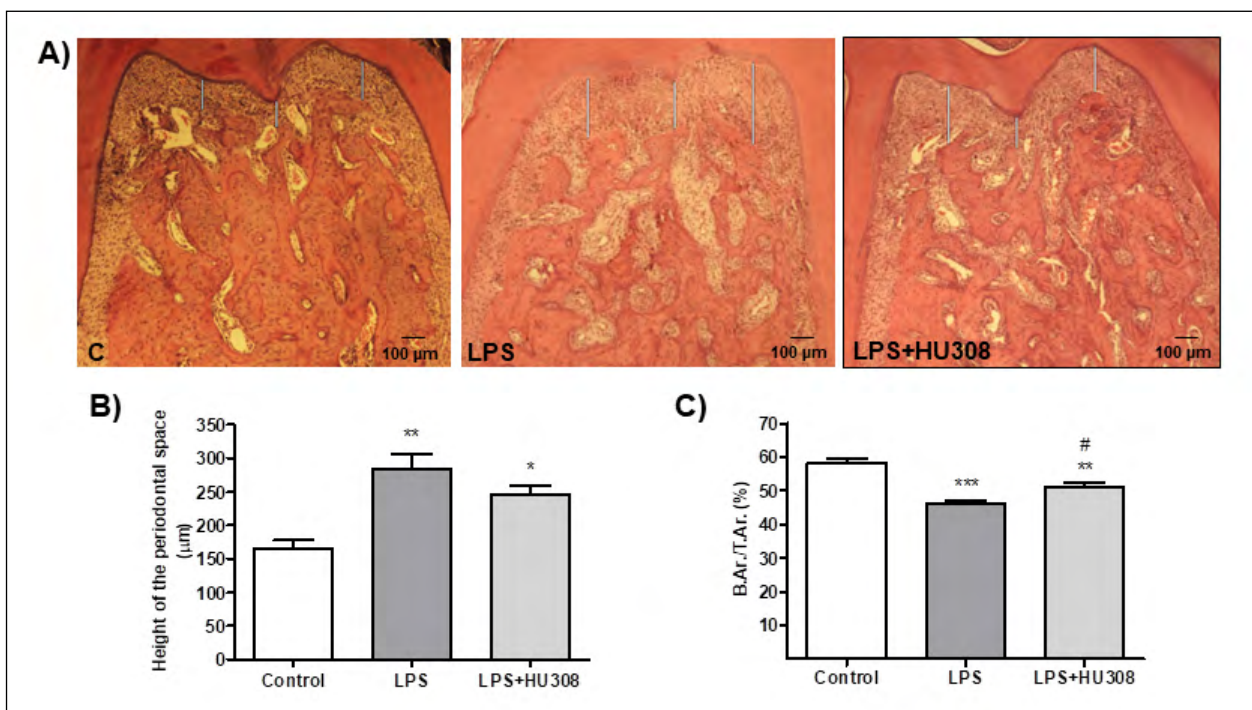 A)
C
100 µm
LPS
100 µm
LPS+HU308
100 µm
B)
Height of the periodontal space
(µm)
350
300
250
200
150
100
50
0
**
*
Control
LPS
LPS+HU308
C)
B.Ar./T.Ar. (%)
70
60
50
40
30
20
10
***
#
**
Control
LPS
LPS+HU308